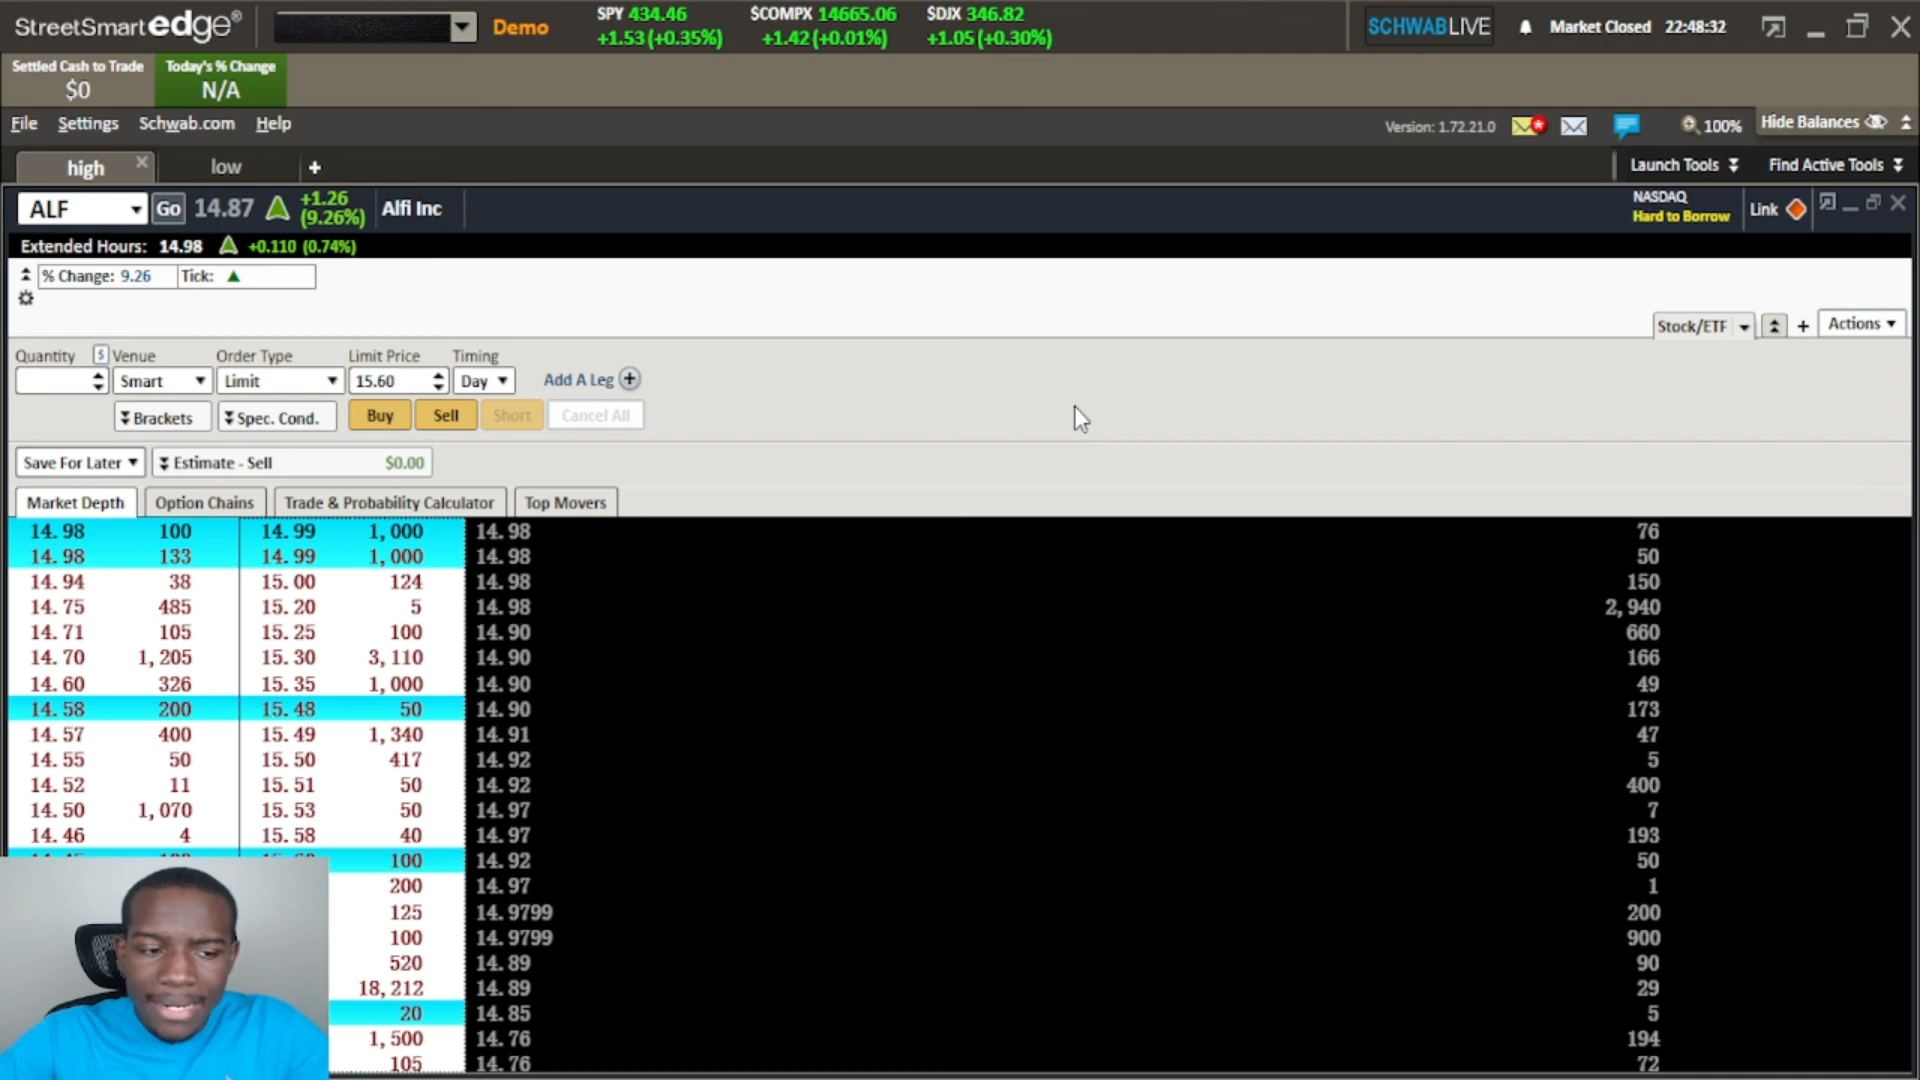 StreetSmart edge® Demo SPY 434.46 $COMPX 14665.06 $DJX 346.82 SCHWABLIVE Market Closed 22:48:32
+1.53 (+0.35%) +1.42 (+0.01%) +1.05 (+0.30%)
Settled Cash to Trade Today's % Change
$0 N/A
File Settings Schwab.com Help Version: 1.72.21.0 100% Hide Balances
high low + Launch Tools Find Active Tools
ALF Go 14.87 +1.26 (9.26%) Alfi Inc NASDAQ Hard to Borrow Link
Extended Hours: 14.98 +0.110 (0.74%)
% Change: 9.26 Tick:
Stock/ETF + Actions
Quantity $ Venue Order Type Limit Price Timing
Smart Limit 15.60 Day Add A Leg +
Brackets Spec. Cond. Buy Sell Short Cancel All
Save For Later Estimate - Sell $0.00
Market Depth Option Chains Trade & Probability Calculator Top Movers
14.98 100 14.99 1,000 14.98 76
14.98 133 14.99 1,000 14.98 50
14.94 38 15.00 124 14.98 150
14.75 485 15.20 5 14.98 2,940
14.71 105 15.25 100 14.90 660
14.70 1,205 15.30 3,110 14.90 166
14.60 326 15.35 1,000 14.90 49
14.58 200 15.48 50 14.90 173
14.57 400 15.49 1,340 14.91 47
14.55 50 15.50 417 14.92 5
14.52 11 15.51 50 14.92 400
14.50 1,070 15.53 50 14.97 7
14.46 4 15.58 40 14.97 193
100 14.92 50
200 14.97 1
125 14.9799 200
100 14.9799 900
520 14.89 90
18,212 14.89 29
20 14.85 5
1,500 14.76 194
105 14.76 72